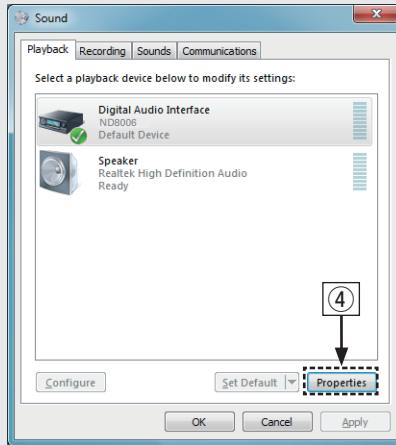 Sound
Playback Recording Sounds Communications
Select a playback device below to modify its settings:
Digital Audio Interface
ND8006
Default Device
Speaker
Realtek High Definition Audio
Ready
④
Configure Set Default Properties
OK Cancel Apply